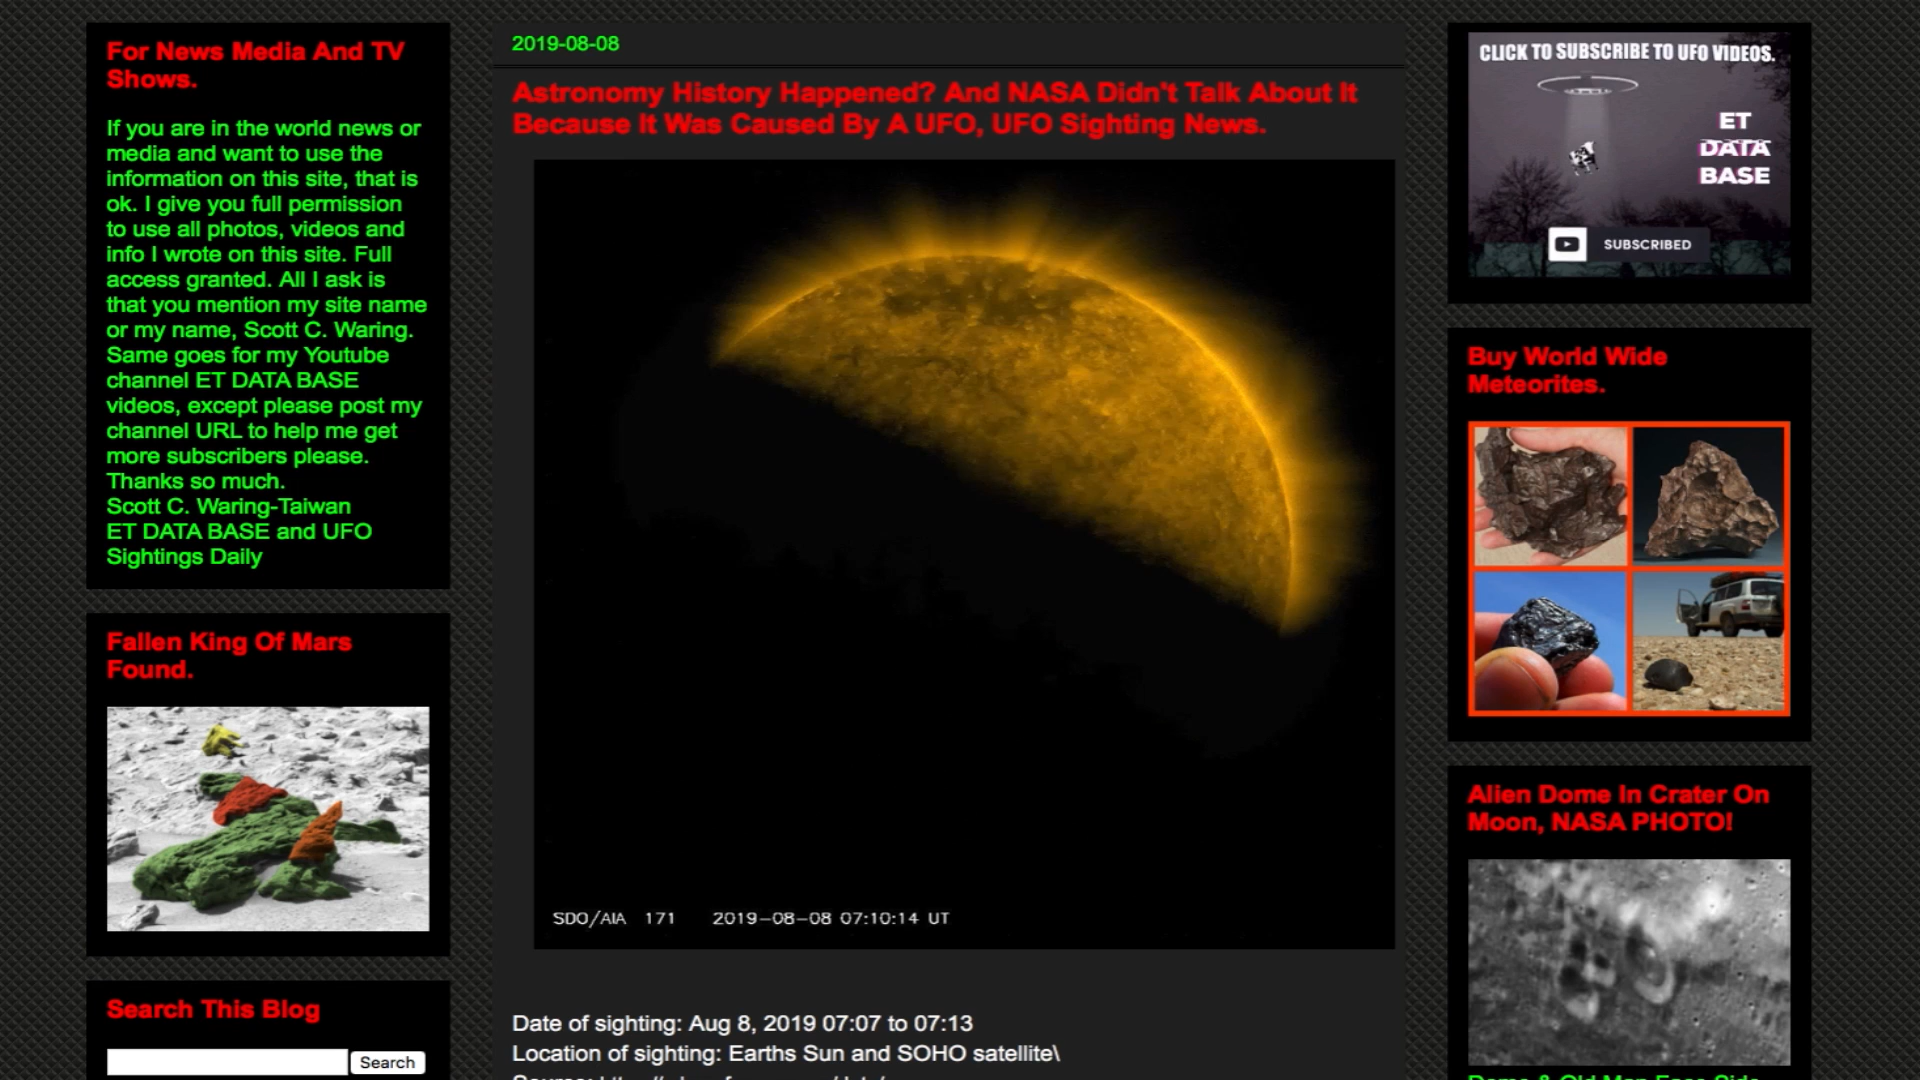 For News Media And TV
Shows.
If you are in the world news or
media and want to use the
information on this site, that is
ok. I give you full permission
to use all photos, videos and
info I wrote on this site. Full
access granted. All I ask is
that you mention my site name
or my name, Scott C. Waring.
Same goes for my Youtube
channel ET DATA BASE
videos, except please post my
channel URL to help me get
more subscribers please.
Thanks so much.
Scott C. Waring-Taiwan
ET DATA BASE and UFO
Sightings Daily
Fallen King Of Mars
Found.
Search This Blog
Search
2019-08-08
Astronomy History Happened? And NASA Didn't Talk About It
Because It Was Caused By A UFO, UFO Sighting News.
SDO/AIA 171 2019-08-08 07:10:14 UT
Date of sighting: Aug 8, 2019 07:07 to 07:13
Location of sighting: Earths Sun and SOHO satellite\
CLICK TO SUBSCRIBE TO UFO VIDEOS.
ET
DATA
BASE
SUBSCRIBED
Buy World Wide
Meteorites.
Alien Dome In Crater On
Moon, NASA PHOTO!